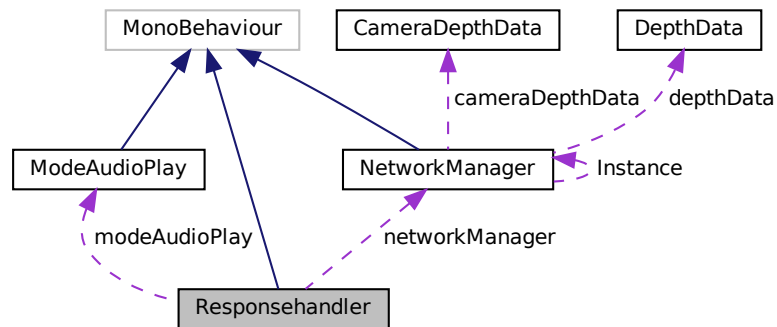 MonoBehaviour
CameraDepthData
DepthData
cameraDepthData
depthData
ModeAudioPlay
NetworkManager
Instance
modeAudioPlay
networkManager
Responsehandler